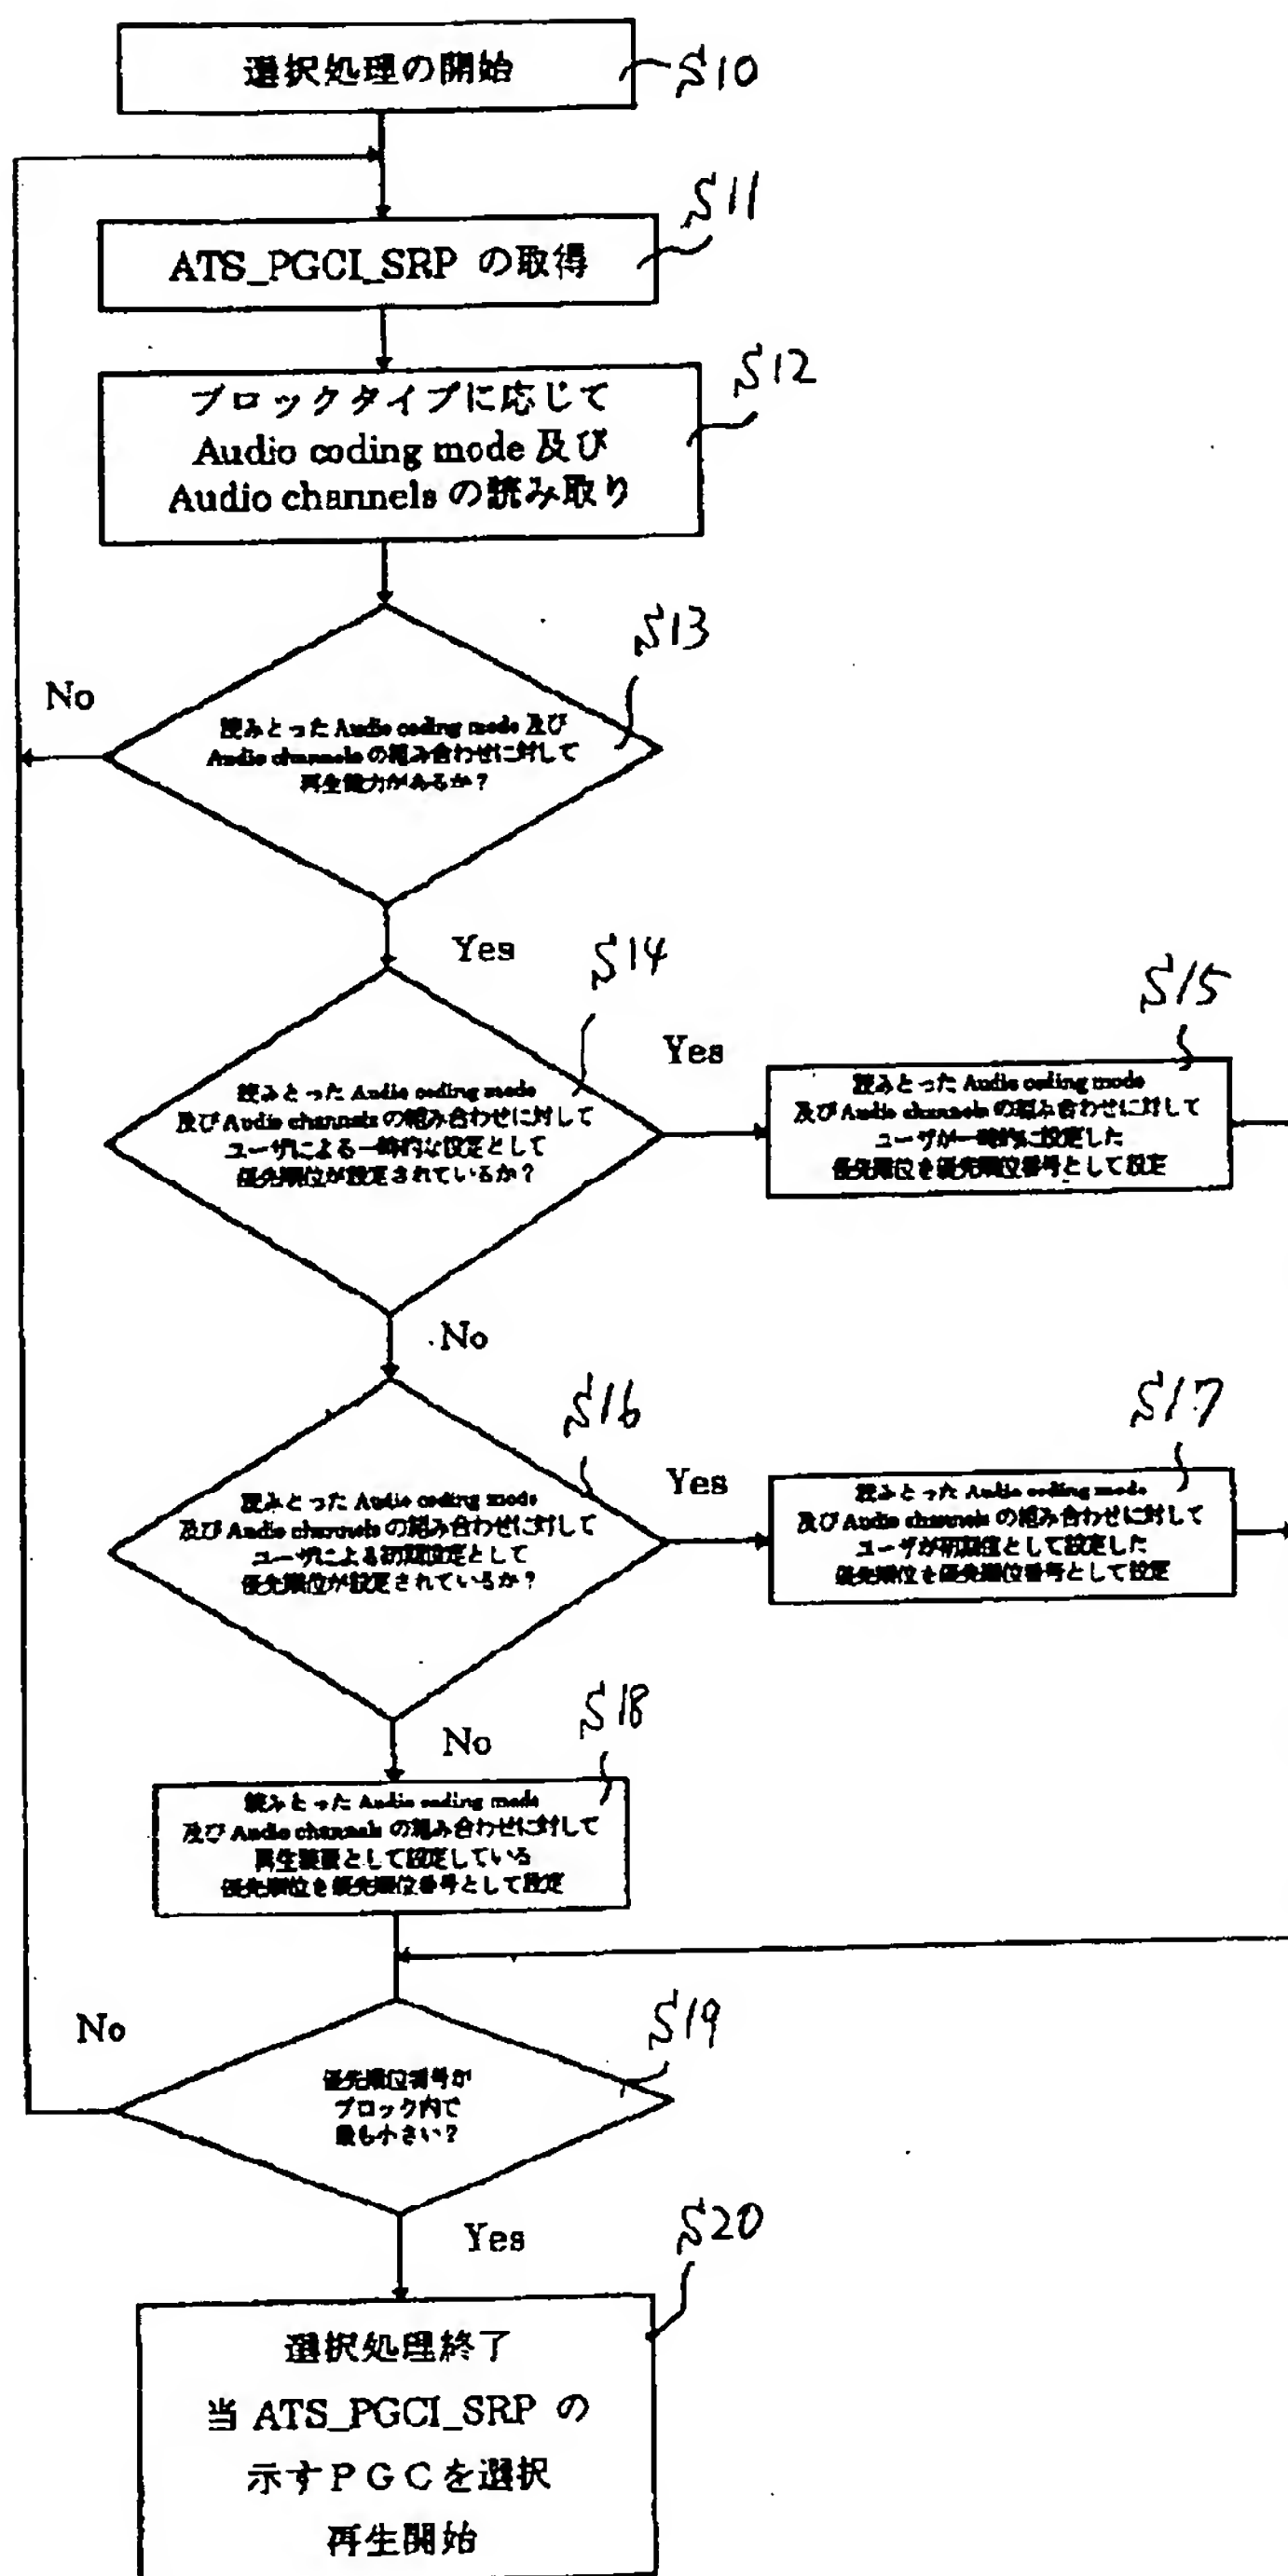 選択処理の開始
S10
S11
ATS_PGCI_SRP の取得
S12
ブロックタイプに応じて
Audio coding mode 及び
Audio channels の読み取り
S13
No
読みとった Audio coding mode 及び
Audio channels の組み合わせに対して
再生能力があるか？
Yes
S14
読みとった Audio coding mode
及び Audio channels の組み合わせに対して
ユーザによる一時的な設定として
優先順位が設定されているか？
Yes
S15
読みとった Audio coding mode
及び Audio channels の組み合わせに対して
ユーザが一時的に設定した
優先順位を優先順位番号として設定
No
S16
読みとった Audio coding mode
及び Audio channels の組み合わせに対して
ユーザによる初期設定として
優先順位が設定されているか？
Yes
S17
読みとった Audio coding mode
及び Audio channels の組み合わせに対して
ユーザが初期値として設定した
優先順位を優先順位番号として設定
No
S18
読みとった Audio coding mode
及び Audio channels の組み合わせに対して
再生装置として設定している
優先順位を優先順位番号として設定
No
S19
優先順位番号が
ブロック内で
最も小さい？
Yes
S20
選択処理終了
当 ATS_PGCI_SRP の
示すＰＧＣを選択
再生開始